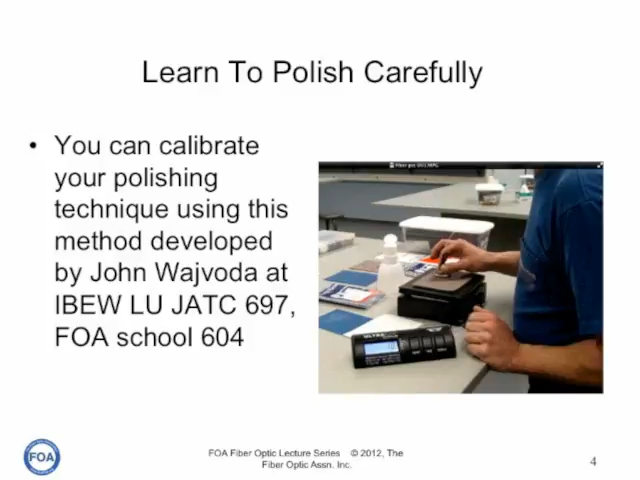 Learn To Polish Carefully
• You can calibrate
your polishing
technique using this
method developed
by John Wajvoda at
IBEW LU JATC 697,
FOA school 604
FOA
FOA Fiber Optic Lecture Series © 2012, The
Fiber Optic Assn. Inc.
4